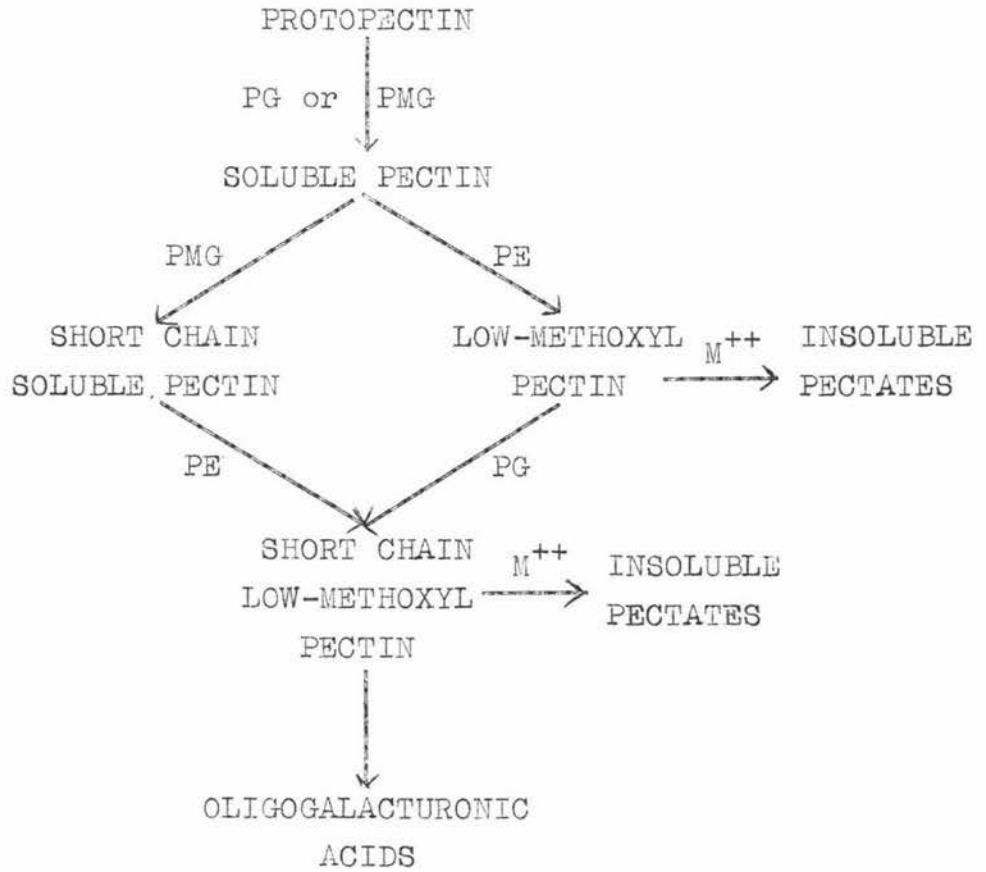 PROTOPECTIN
PG or PMG
SOLUBLE PECTIN
PMG PE
SHORT CHAIN
SOLUBLE PECTIN
LOW-METHOXYL
PECTIN
M++
INSOLUBLE
PECTATES
PE PG
SHORT CHAIN
LOW-METHOXYL
PECTIN
M++
INSOLUBLE
PECTATES
OLIGOGALACTURONIC
ACIDS